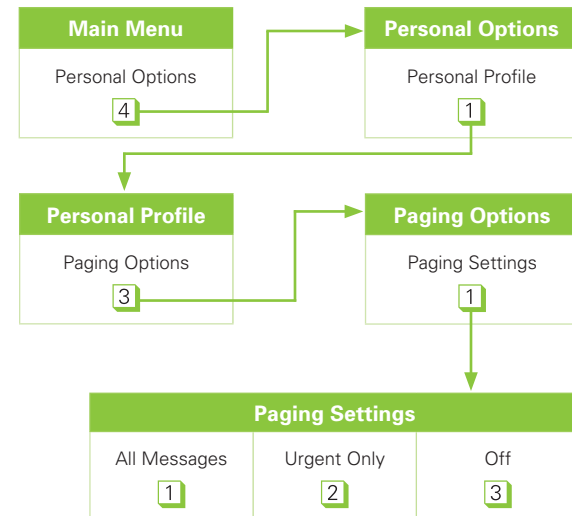 Main Menu
Personal Options
4
Personal Options
Personal Profile
1
Personal Profile
Paging Options
3
Paging Options
Paging Settings
1
Paging Settings
All Messages
1
Urgent Only
2
Off
3